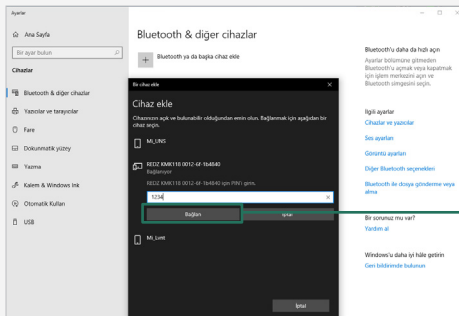 Ayarlar
Ana Sayfa
Bir ayar bulun
Cihazlar
Bluetooth & diğer cihazlar
Yazıcılar ve tarayıcılar
Fare
Dokunmatik yüzey
Yazma
Kalem & Windows Ink
Otomatik Kullan
USB
Bluetooth & diğer cihazlar
Bluetooth ya da başka cihaz ekle
Bir cihaz ekle
Cihaz ekle
Cihazınızın açık ve bulunabilir olduğundan emin olun. Bağlanmak için aşağıdan bir
cihaz seçin.
REDZ KMK118 0012-6f-1b4840
Bağlanıyor
REDZ KMK118 0012-6f-1b4840 için PIN'i girin.
1234
Bağlan
İptal
İptal
Bluetooth'u daha da hızlı açın
Ayarlar bölümüne gitmeden
Bluetooth'u açmak veya kapatmak
için işlem merkezini açın ve
Bluetooth simgesini seçin.
İlgili ayarlar
Cihazlar ve yazıcılar
Ses ayarları
Görüntü ayarları
Diğer Bluetooth seçenekleri
Bluetooth ile dosya gönderme veya
alma
Bir sorunuz mu var?
Yardım al
Windows'u daha iyi hâle getirin
Geri bildirimde bulunun